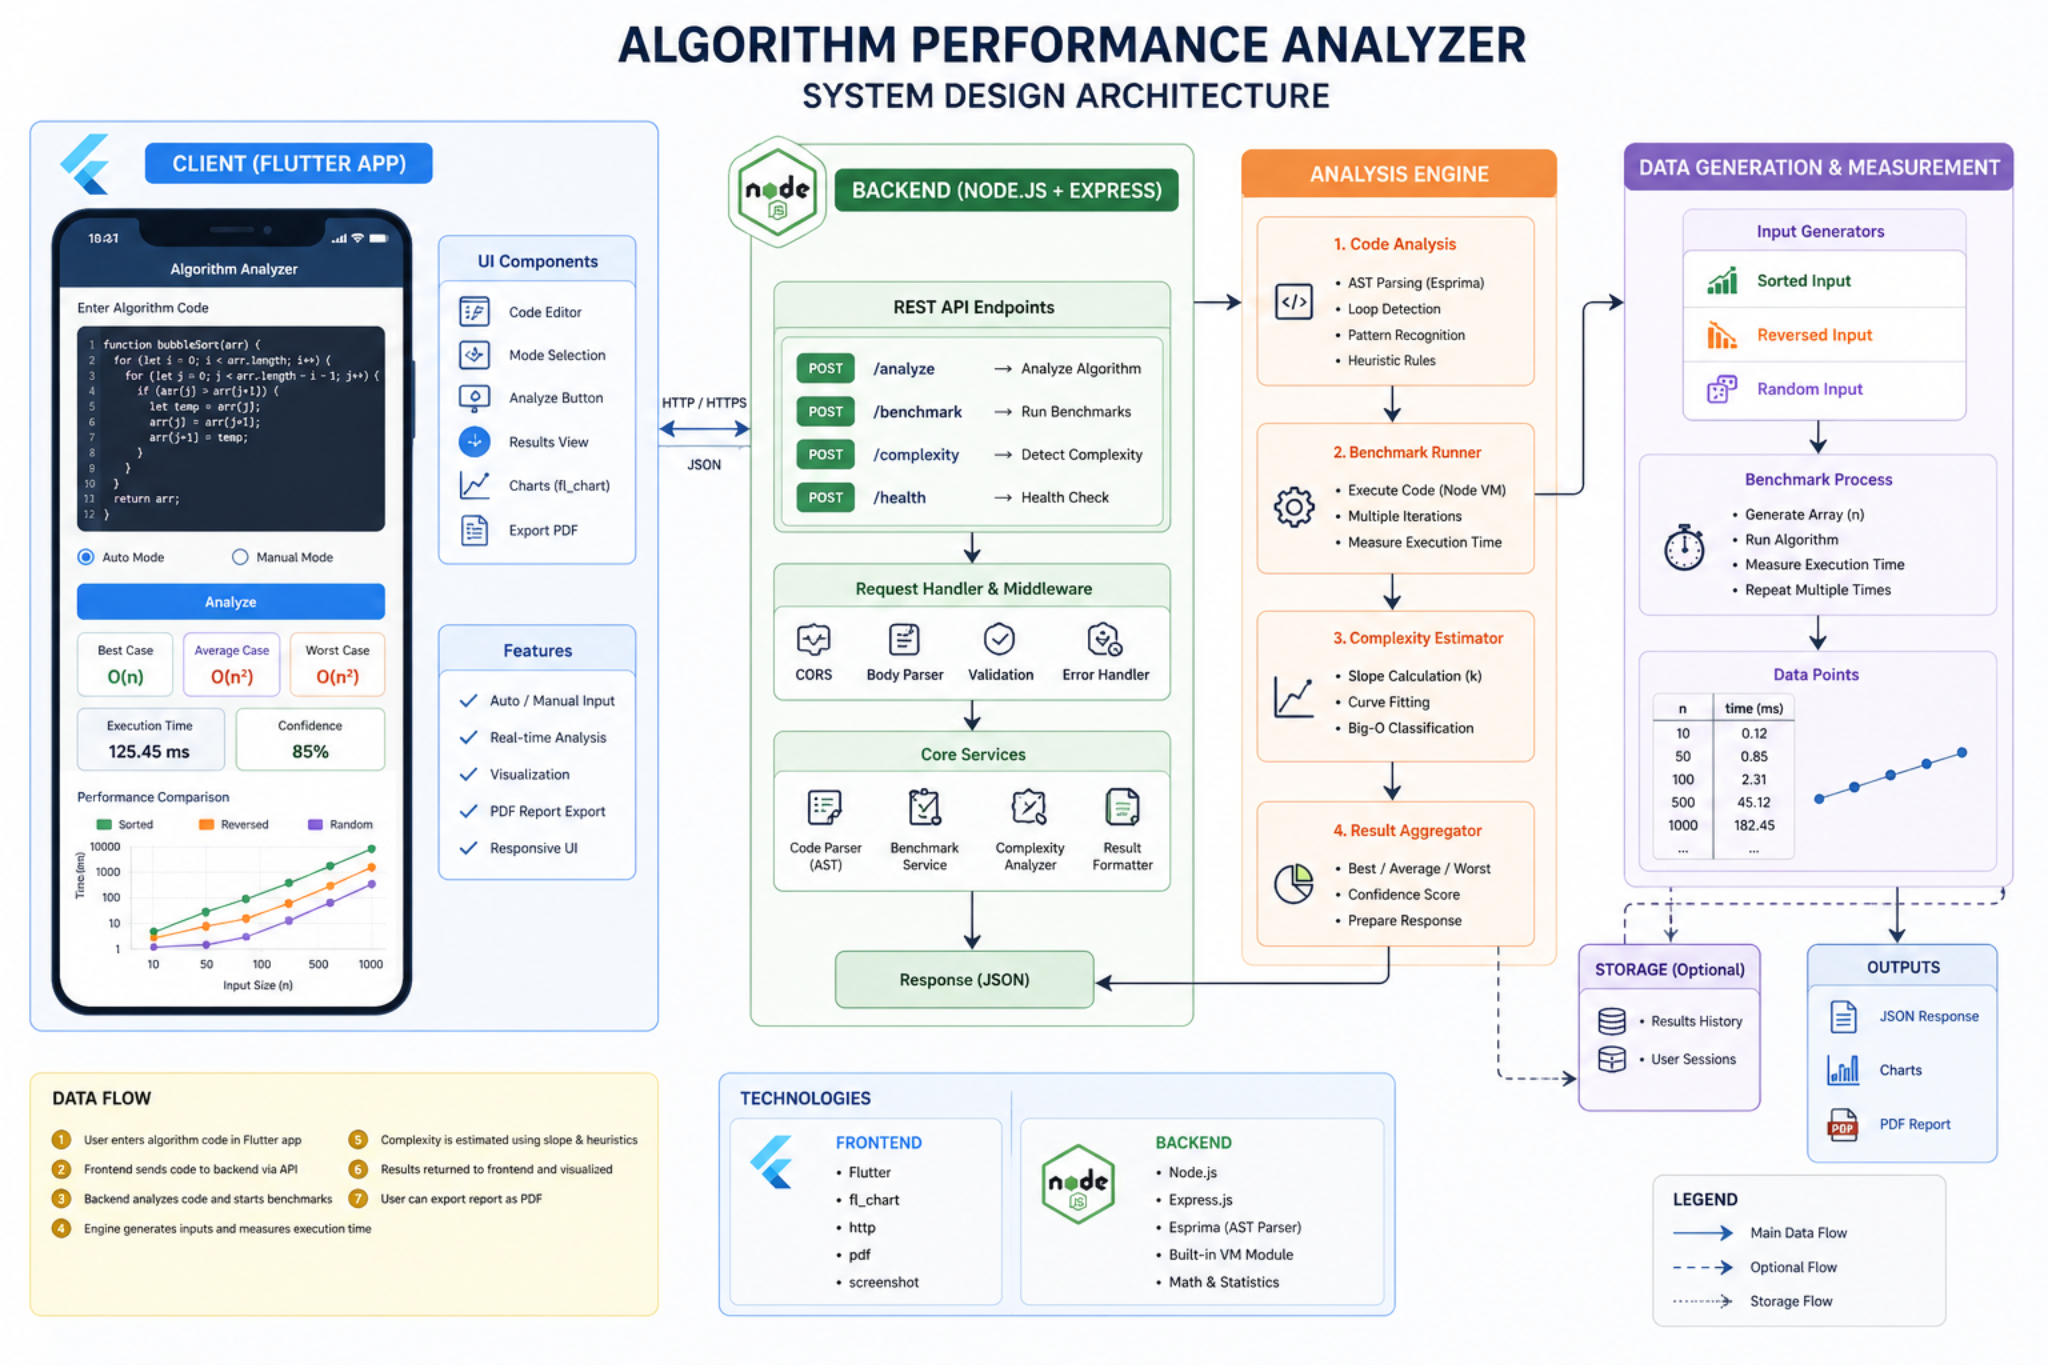 ALGORITHM PERFORMANCE ANALYZER
SYSTEM DESIGN ARCHITECTURE
CLIENT (FLUTTER APP)
Algorithm Analyzer
Enter Algorithm Code
1 function bubbleSort(arr) {
2 for (let i = 0; i < arr.length; i++) {
3 for (let j = 0; j < arr.length - i - 1; j++) {
4 if (arr(j) > arr(j+1)) {
5 let temp = arr(j);
6 arr(j) = arr(j+1);
7 arr(j+1) = temp;
8 }
9 }
10 }
11 return arr;
12 }
Auto Mode
Manual Mode
Analyze
Best Case
O(n)
Average Case
O(n²)
Worst Case
O(n²)
Execution Time
125.45 ms
Confidence
85%
Performance Comparison
Sorted
Reversed
Random
10000
1000
100
10
1
10 50 100 500 1000
Input Size (n)
UI Components
Code Editor
Mode Selection
Analyze Button
Results View
Charts (fl_chart)
Export PDF
Features
Auto / Manual Input
Real-time Analysis
Visualization
PDF Report Export
Responsive UI
HTTP / HTTPS
JSON
node
JS
BACKEND (NODE.JS + EXPRESS)
REST API Endpoints
POST /analyze → Analyze Algorithm
POST /benchmark → Run Benchmarks
POST /complexity → Detect Complexity
POST /health → Health Check
Request Handler & Middleware
CORS
Body Parser
Validation
Error Handler
Core Services
Code Parser
(AST)
Benchmark
Service
Complexity
Analyzer
Result
Formatter
Response (JSON)
ANALYSIS ENGINE
1. Code Analysis
</>
• AST Parsing (Esprima)
• Loop Detection
• Pattern Recognition
• Heuristic Rules
2. Benchmark Runner
• Execute Code (Node VM)
• Multiple Iterations
• Measure Execution Time
3. Complexity Estimator
• Slope Calculation (k)
• Curve Fitting
• Big-O Classification
4. Result Aggregator
• Best / Average / Worst
• Confidence Score
• Prepare Response
DATA GENERATION & MEASUREMENT
Input Generators
Sorted Input
Reversed Input
Random Input
Benchmark Process
• Generate Array (n)
• Run Algorithm
• Measure Execution Time
• Repeat Multiple Times
Data Points
n time (ms)
10 0.12
50 0.85
100 2.31
500 45.12
1000 182.45
... ...
STORAGE (Optional)
• Results History
• User Sessions
OUTPUTS
JSON Response
Charts
PDF Report
DATA FLOW
1 User enters algorithm code in Flutter app
2 Frontend sends code to backend via API
3 Backend analyzes code and starts benchmarks
4 Engine generates inputs and measures execution time
5 Complexity is estimated using slope & heuristics
6 Results returned to frontend and visualized
7 User can export report as PDF
TECHNOLOGIES
FRONTEND
• Flutter
• fl_chart
• http
• pdf
• screenshot
node
JS
BACKEND
• Node.js
• Express.js
• Esprima (AST Parser)
• Built-in VM Module
• Math & Statistics
LEGEND
Main Data Flow
Optional Flow
Storage Flow